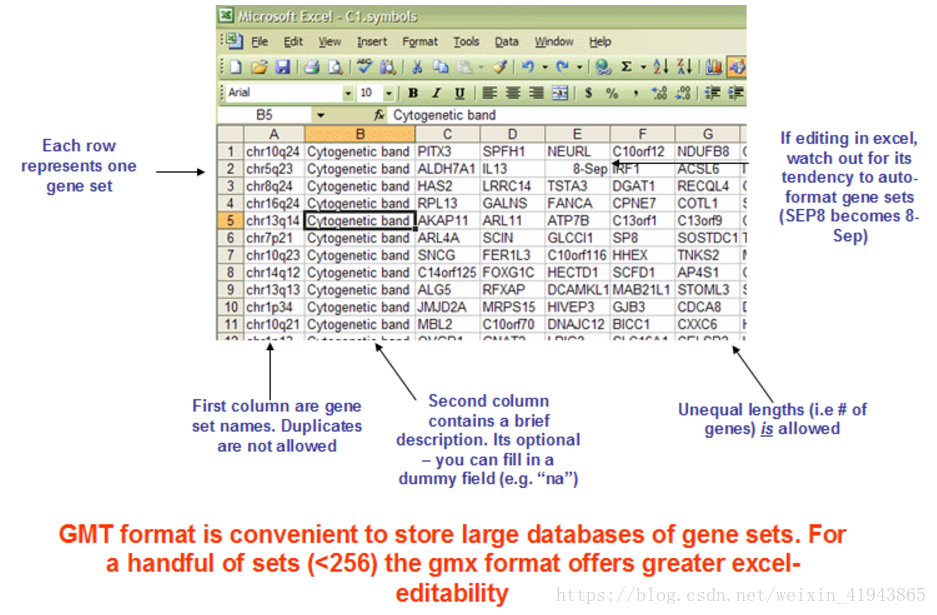 Microsoft Excel - C1.symbols
File Edit View Insert Format Tools Data Window Help
Arial 10 B I U $ % ,
B5 fx Cytogenetic band
A B C D E F G
1 chr10q24 Cytogenetic band PITX3 SPFH1 NEURL C10orf12 NDUFB8
2 chr5q23 Cytogenetic band ALDH7A1 IL13 8-Sep IRF1 ACSL6
3 chr8q24 Cytogenetic band HAS2 LRRC14 TSTA3 DGAT1 RECQL4
4 chr16q24 Cytogenetic band RPL13 GALNS FANCA CPNE7 COTL1
5 chr13q14 Cytogenetic band AKAP11 ARL11 ATP7B C13orf1 C13orf9
6 chr7p21 Cytogenetic band ARL4A SCIN GLCCI1 SP8 SOSTDC1
7 chr10q23 Cytogenetic band SNCG FER1L3 C10orf116 HHEX TNKS2
8 chr14q12 Cytogenetic band C14orf125 FOXG1C HECTD1 SCFD1 AP4S1
9 chr13q13 Cytogenetic band ALG5 RFXAP DCAMKL1 MAB21L1 STOML3
10 chr1p34 Cytogenetic band JMJD2A MRPS15 HIVEP3 GJB3 CDCA8
11 chr10q21 Cytogenetic band MBL2 C10orf70 DNAJC12 BICC1 CXXC6
Each row
represents one
gene set
If editing in excel,
watch out for its
tendency to auto-
format gene sets
(SEP8 becomes 8-
Sep)
First column are gene
set names. Duplicates
are not allowed
Second column
contains a brief
description. Its optional
– you can fill in a
dummy field (e.g. “na”)
Unequal lengths (i.e # of
genes) is allowed
GMT format is convenient to store large databases of gene sets. For
a handful of sets (<256) the gmx format offers greater excel-
editability
https://blog.csdn.net/weixin_41943865